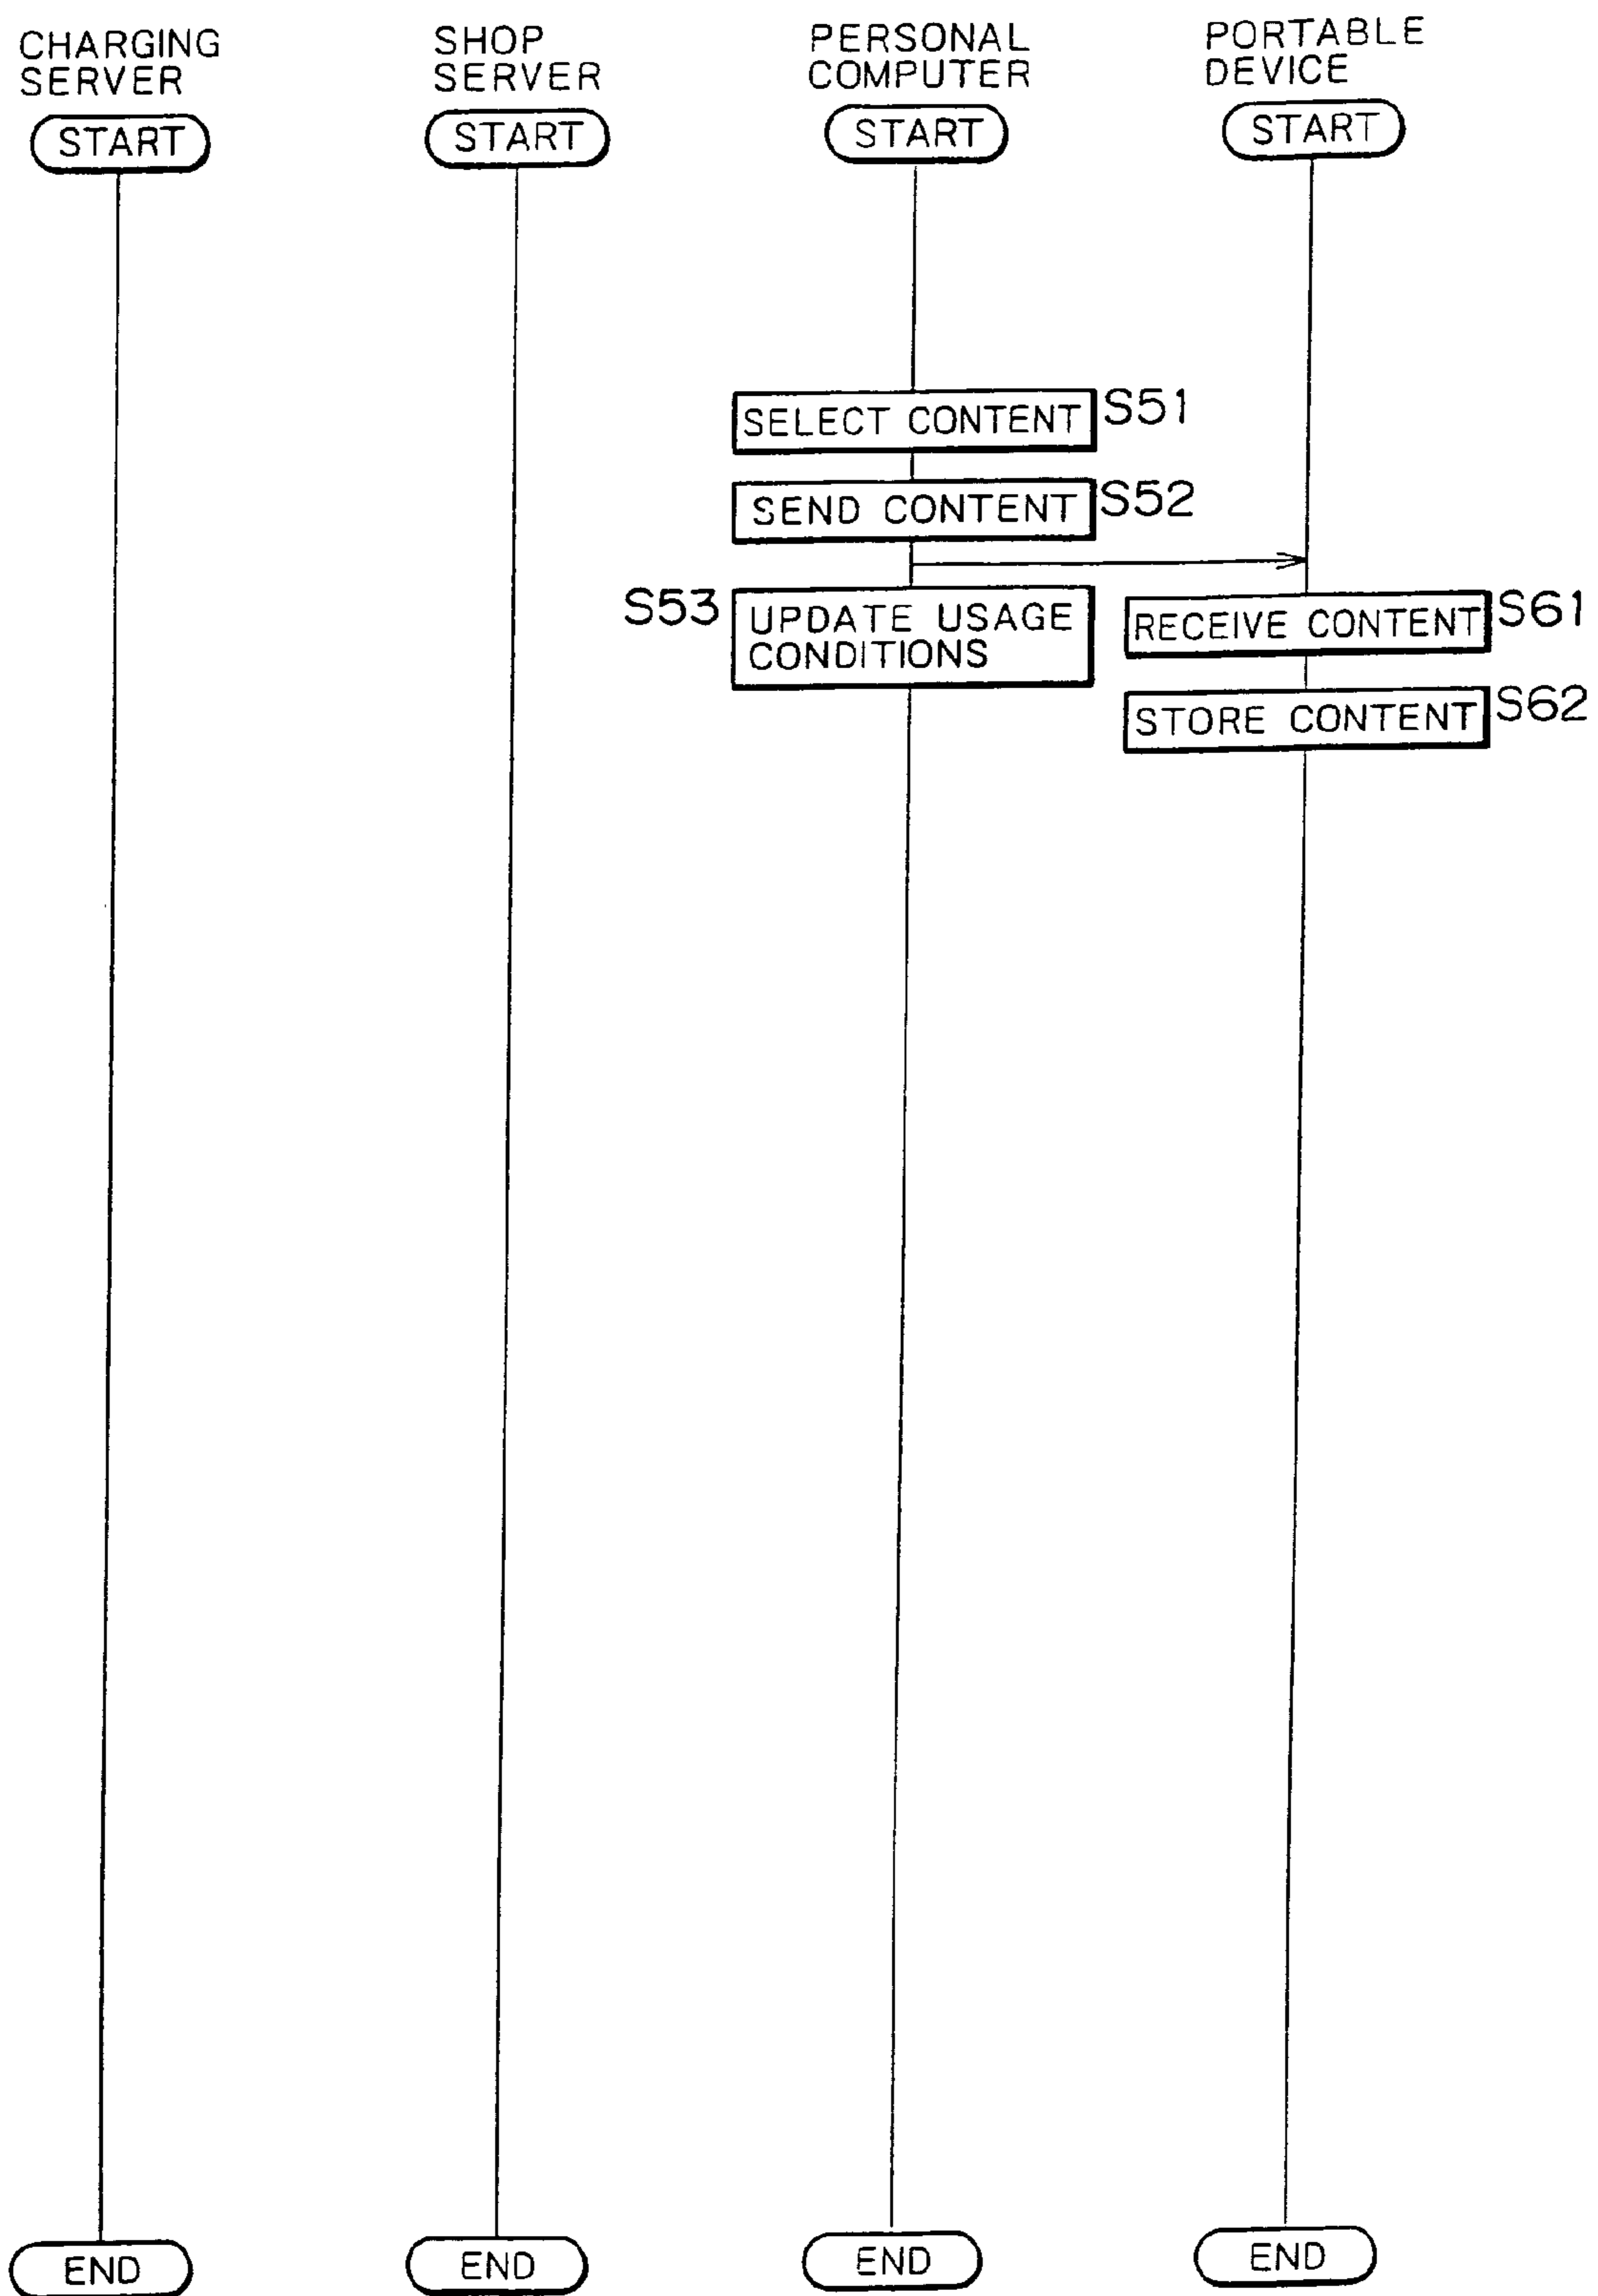 CHARGING
SERVER
SHOP
SERVER
PERSONAL
COMPUTER
PORTABLE
DEVICE
START
START
START
START
SELECT CONTENT
S51
SEND CONTENT
S52
S53
UPDATE USAGE
CONDITIONS
RECEIVE CONTENT
S61
STORE CONTENT
S62
END
END
END
END